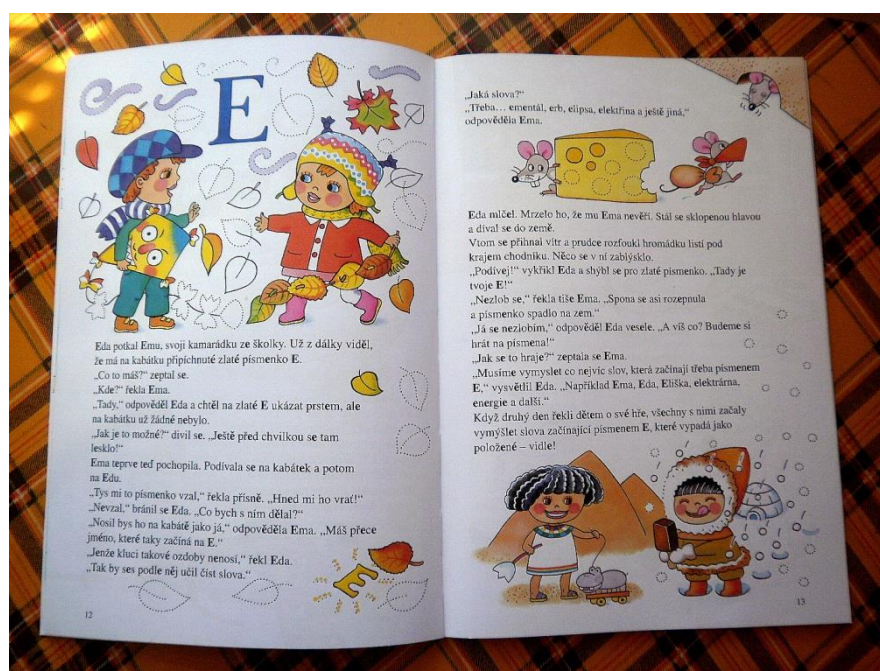 E
Eda potkal Emu, svoji kamarádku ze školky. Už z dálky viděl,
že má na kabátku připíchnuté zlaté písmenko E.
„Co to máš?“ zeptal se.
„Kde?“ řekla Ema.
„Tady,“ odpověděl Eda a chtěl na zlaté E ukázat prstem, ale
na kabátku už žádné nebylo.
„Jak je to možné?“ divil se. „Ještě před chvilkou se tam
lesklo!“
Ema teprve teď pochopila. Podívala se na kabátek a potom
na Edu.
„Tys mi to písmenko vzal,“ řekla přísně. „Hned mi ho vrať!“
„Nevzal,“ bránil se Eda. „Co bych s ním dělal?“
„Nosil bys ho na kabátě jako já,“ odpověděla Ema. „Máš přece
jméno, které taky začíná na E.“
„Jenže kluci takové ozdoby nenosí,“ řekl Eda.
„Tak by ses podle něj učil číst slova.“
E
12
„Jaká slova?“
„Třeba… ementál, erb, elipsa, elektřina a ještě jiná,“
odpověděla Ema.
Eda mlčel. Mrzelo ho, že mu Ema nevěří. Stál se sklopenou hlavou
a díval se do země.
Vtom se přihnal vítr a prudce rozfoukl hromádku listí pod
krajem chodníku. Něco se v ní zablýsklo.
„Podívej!“ vykřikl Eda a shýbl se pro zlaté písmenko. „Tady je
tvoje E!“
„Nezlob se,“ řekla tiše Ema. „Spona se asi rozepnula
a písmenko spadlo na zem.“
„Já se nezlobím,“ odpověděl Eda vesele. „A víš co? Budeme si
hrát na písmena!“
„Jak se to hraje?“ zeptala se Ema.
„Musíme vymyslet co nejvíc slov, která začínají třeba písmenem
E,“ vysvětlil Eda. „Například Ema, Eda, Eliška, elektrárna,
energie a další.“
Když druhý den řekli dětem o své hře, všechny s nimi začaly
vymýšlet slova začínající písmenem E, které vypadá jako
položené – vidle!
13